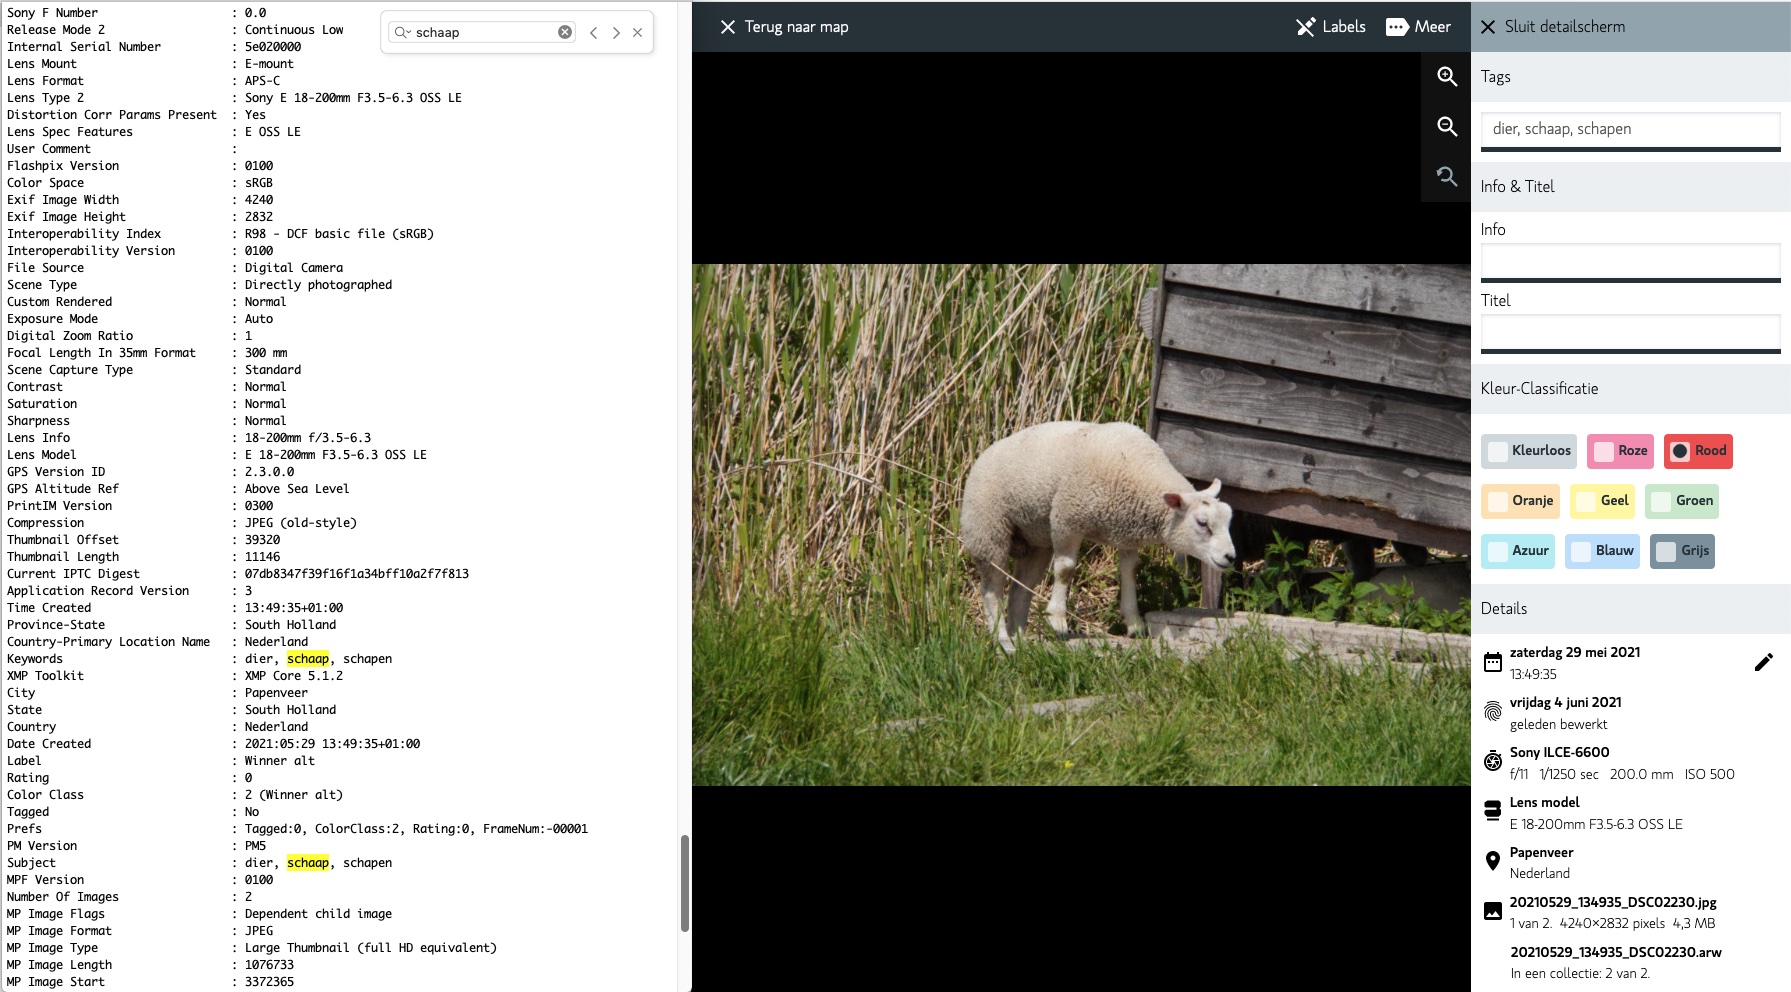 Sony F Number : 0.0
Release Mode 2 : Continuous Low
Internal Serial Number : 5e020000
Lens Mount : E-mount
Lens Format : APS-C
Lens Type 2 : Sony E 18-200mm F3.5-6.3 OSS LE
Distortion Corr Params Present : Yes
Lens Spec Features : E OSS LE
User Comment :
Flashpix Version : 0100
Color Space : sRGB
Exif Image Width : 4240
Exif Image Height : 2832
Interoperability Index : R98 - DCF basic file (sRGB)
Interoperability Version : 0100
File Source : Digital Camera
Scene Type : Directly photographed
Custom Rendered : Normal
Exposure Mode : Auto
Digital Zoom Ratio : 1
Focal Length In 35mm Format : 300 mm
Scene Capture Type : Standard
Contrast : Normal
Saturation : Normal
Sharpness : Normal
Lens Info : 18-200mm f/3.5-6.3
Lens Model : E 18-200mm F3.5-6.3 OSS LE
GPS Version ID : 2.3.0.0
GPS Altitude Ref : Above Sea Level
PrintIM Version : 0300
Compression : JPEG (old-style)
Thumbnail Offset : 39320
Thumbnail Length : 11146
Current IPTC Digest : 07db8347f39f16f1a34bff10a2f7f813
Application Record Version : 3
Time Created : 13:49:35+01:00
Province-State : South Holland
Country-Primary Location Name : Nederland
Keywords : dier, schaap, schapen
XMP Toolkit : XMP Core 5.1.2
City : Papenveer
State : South Holland
Country : Nederland
Date Created : 2021:05:29 13:49:35+01:00
Label : Winner alt
Rating : 0
Color Class : 2 (Winner alt)
Tagged : No
Prefs : Tagged:0, ColorClass:2, Rating:0, FrameNum:-00001
PM Version : PM5
Subject : dier, schaap, schapen
MPF Version : 0100
Number Of Images : 2
MP Image Flags : Dependent child image
MP Image Format : JPEG
MP Image Type : Large Thumbnail (full HD equivalent)
MP Image Length : 1076733
MP Image Start : 3372365
schaap
Terug naar map
Labels
Meer
Sluit detailscherm
Tags
dier, schaap, schapen
Info & Titel
Info
Titel
Kleur-Classificatie
Kleurloos Roze Rood
Oranje Geel Groen
Azuur Blauw Grijs
Details
zaterdag 29 mei 2021
13:49:35
vrijdag 4 juni 2021
geleden bewerkt
Sony ILCE-6600
f/11 1/1250 sec 200.0 mm ISO 500
Lens model
E 18-200mm F3.5-6.3 OSS LE
Papenveer
Nederland
20210529_134935_DSC02230.jpg
1 van 2. 4240×2832 pixels 4,3 MB
20210529_134935_DSC02230.arw
In een collectie: 2 van 2.